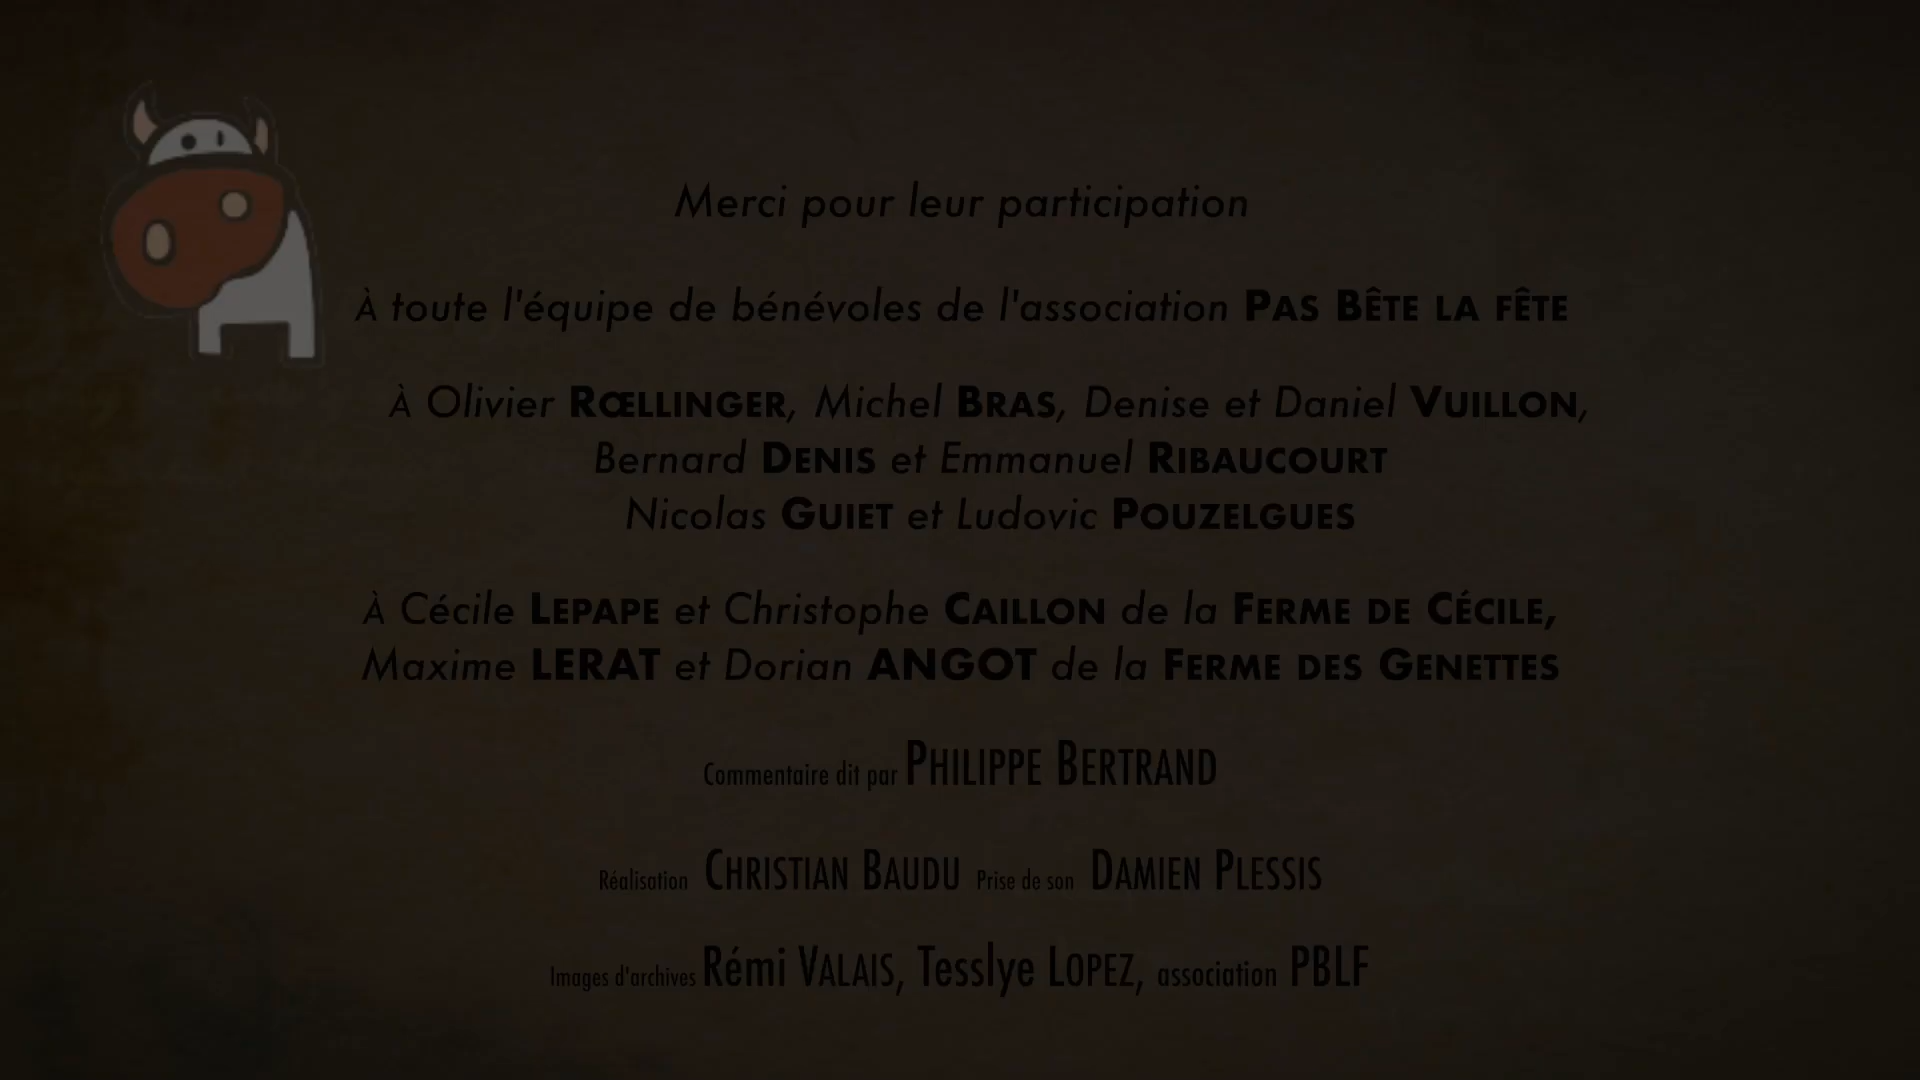 Merci pour leur participation
À toute l'équipe de bénévoles de l'association PAS BÊTE LA FÊTE
À Olivier RŒLLINGER, Michel BRAS, Denise et Daniel VUILLON,
Bernard DENIS et Emmanuel RIBAUCOURT
Nicolas GUIET et Ludovic POUZELGUES
À Cécile LEPAPE et Christophe CAILLON de la FERME DE CÉCILE,
Maxime LERAT et Dorian ANGOT de la FERME DES GENETTES
Commentaire dit par PHILIPPE BERTRAND
Réalisation CHRISTIAN BAUDU Prise de son DAMIEN PLESSIS
Images d'archives Rémi VALAIS, Tesslye LOPEZ, association PBLF